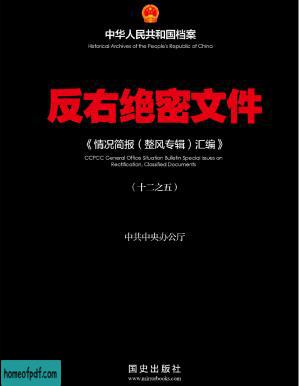 中华人民共和国档案
Historical Archives of the People's Republic of China
反右绝密文件
《情况简报（整风专辑）汇编》
CCPCC General Office Situation Bulletin Special Issues on
Rectification, Classified Documents
（十二之五）
中共中央办公厅
homeofpdf.com
国史出版社
www.mirrorbooks.com